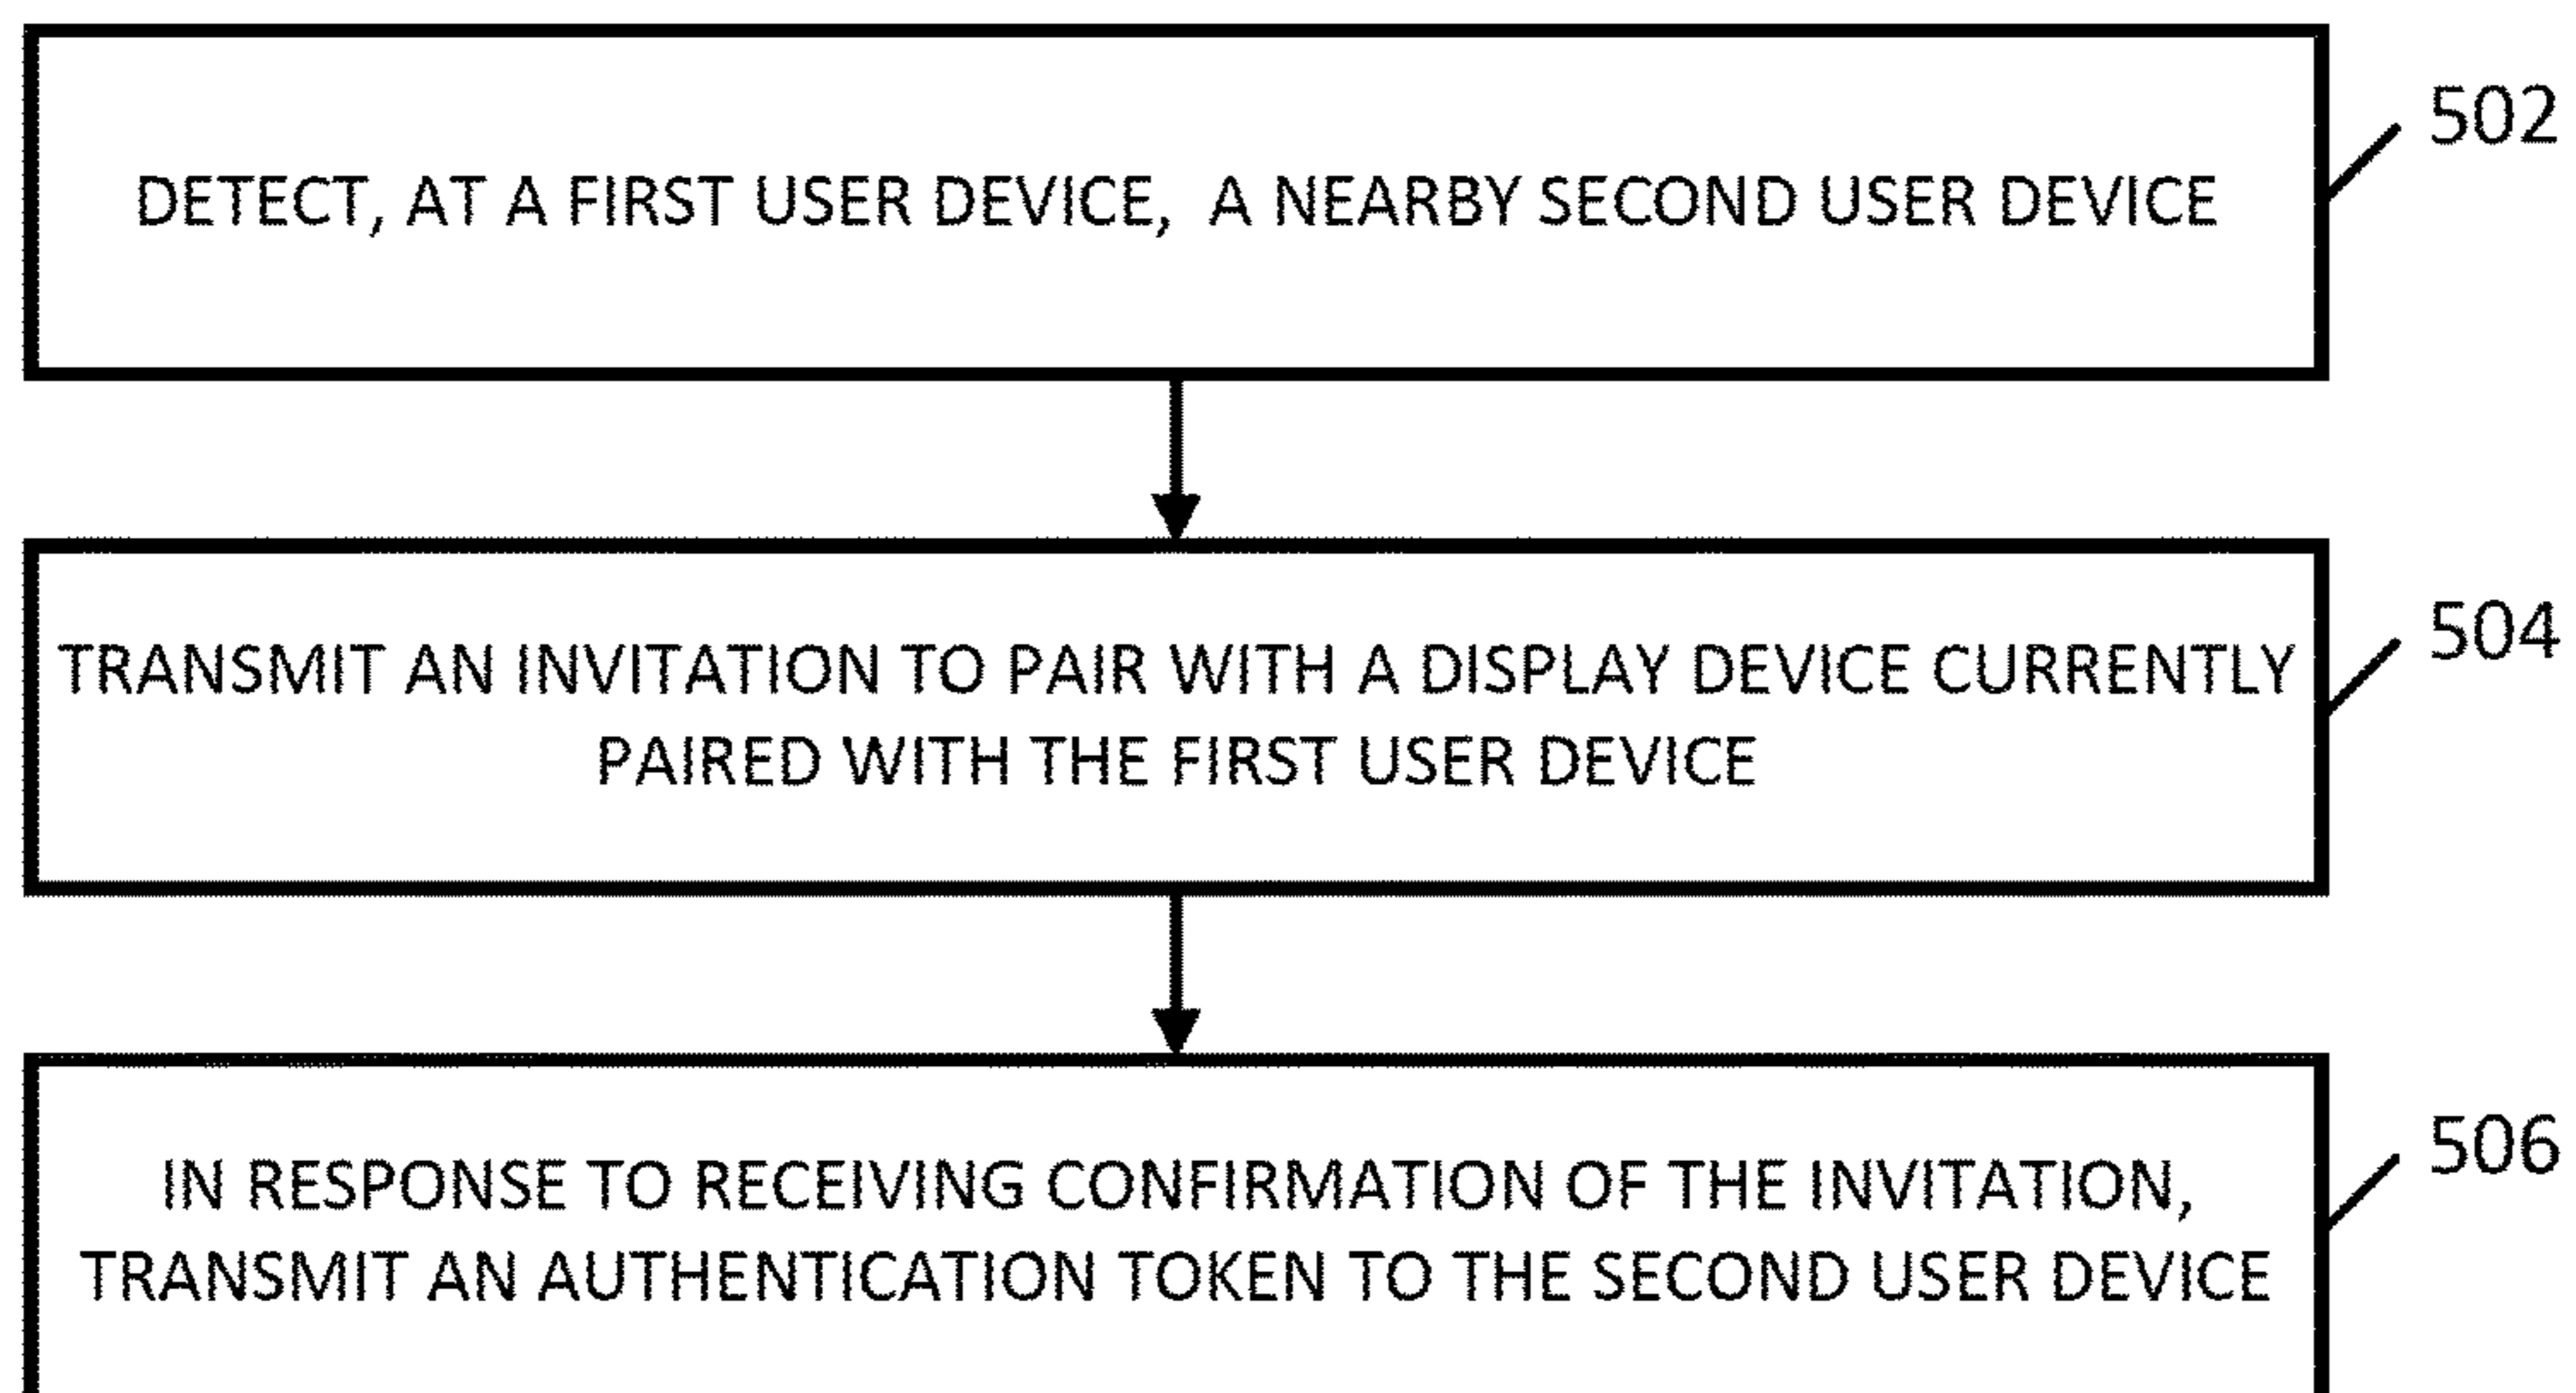 DETECT, AT A FIRST USER DEVICE, A NEARBY SECOND USER DEVICE
502
TRANSMIT AN INVITATION TO PAIR WITH A DISPLAY DEVICE CURRENTLY
PAIRED WITH THE FIRST USER DEVICE
504
IN RESPONSE TO RECEIVING CONFIRMATION OF THE INVITATION,
TRANSMIT AN AUTHENTICATION TOKEN TO THE SECOND USER DEVICE
506